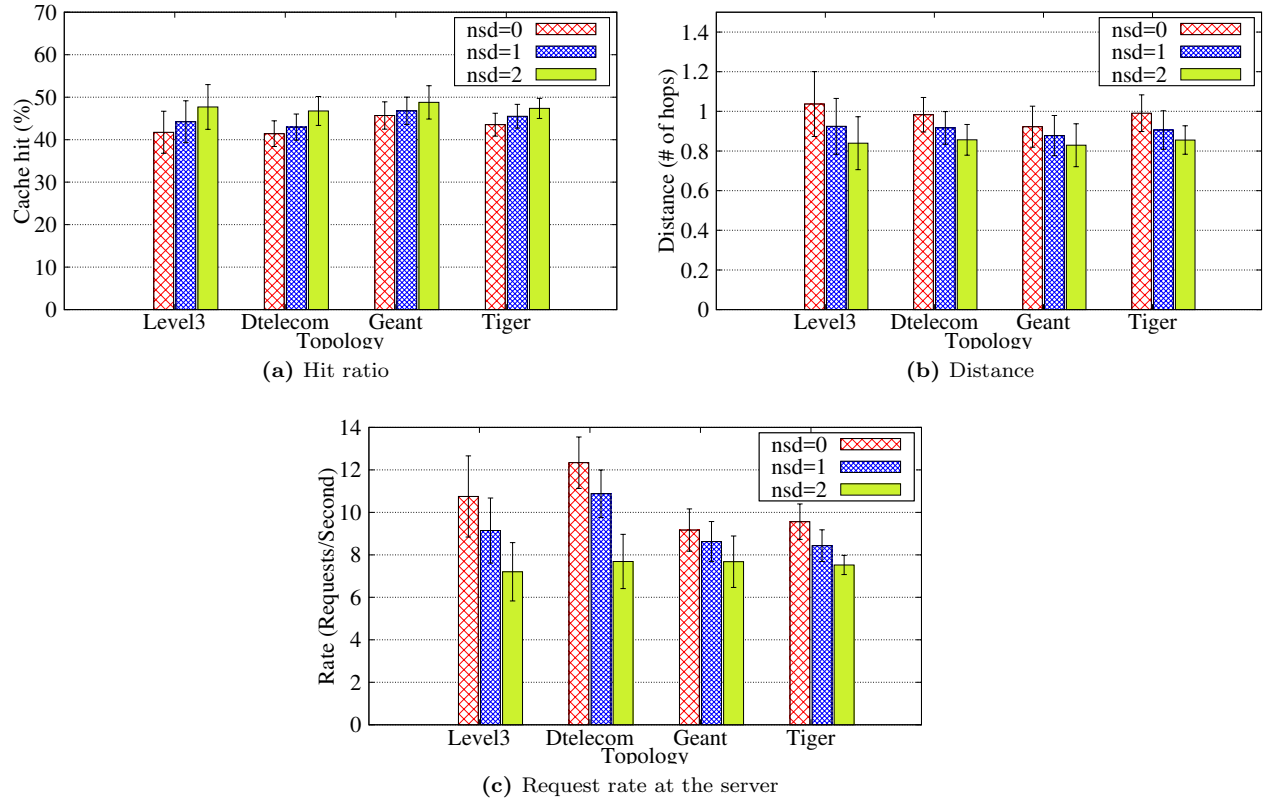 70
60
50
40
30
20
10
0
Cache hit (%)
nsd=0
nsd=1
nsd=2
Level3 Dtelecom Geant Tiger
Topology
(a) Hit ratio
1.4
1.2
1
0.8
0.6
0.4
0.2
0
Distance (# of hops)
nsd=0
nsd=1
nsd=2
Level3 Dtelecom Geant Tiger
Topology
(b) Distance
14
12
10
8
6
4
2
0
Rate (Requests/Second)
nsd=0
nsd=1
nsd=2
Level3 Dtelecom Geant Tiger
Topology
(c) Request rate at the server